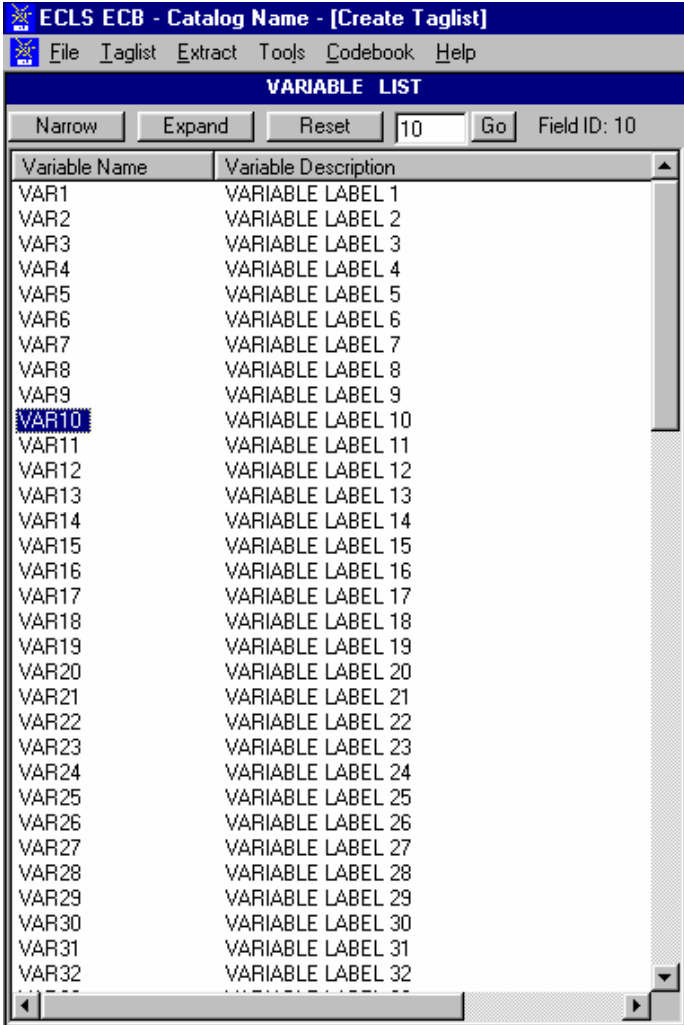 ECLS ECB - Catalog Name - [Create Taglist]
File Taglist Extract Tools Codebook Help
VARIABLE LIST
Narrow Expand Reset 10 Go Field ID: 10
Variable Name Variable Description
VAR1 VARIABLE LABEL 1
VAR2 VARIABLE LABEL 2
VAR3 VARIABLE LABEL 3
VAR4 VARIABLE LABEL 4
VAR5 VARIABLE LABEL 5
VAR6 VARIABLE LABEL 6
VAR7 VARIABLE LABEL 7
VAR8 VARIABLE LABEL 8
VAR9 VARIABLE LABEL 9
VAR10 VARIABLE LABEL 10
VAR11 VARIABLE LABEL 11
VAR12 VARIABLE LABEL 12
VAR13 VARIABLE LABEL 13
VAR14 VARIABLE LABEL 14
VAR15 VARIABLE LABEL 15
VAR16 VARIABLE LABEL 16
VAR17 VARIABLE LABEL 17
VAR18 VARIABLE LABEL 18
VAR19 VARIABLE LABEL 19
VAR20 VARIABLE LABEL 20
VAR21 VARIABLE LABEL 21
VAR22 VARIABLE LABEL 22
VAR23 VARIABLE LABEL 23
VAR24 VARIABLE LABEL 24
VAR25 VARIABLE LABEL 25
VAR26 VARIABLE LABEL 26
VAR27 VARIABLE LABEL 27
VAR28 VARIABLE LABEL 28
VAR29 VARIABLE LABEL 29
VAR30 VARIABLE LABEL 30
VAR31 VARIABLE LABEL 31
VAR32 VARIABLE LABEL 32